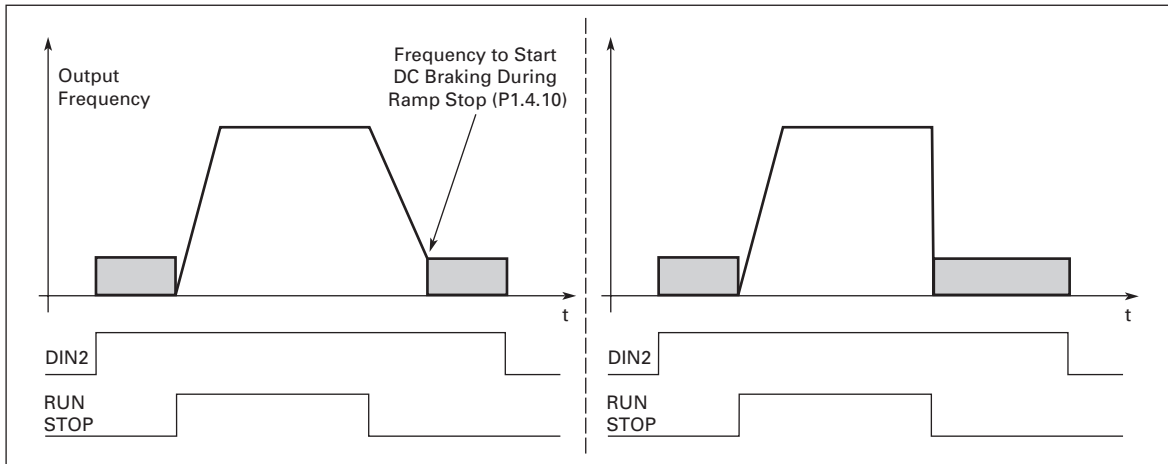 Output
Frequency
Frequency to Start
DC Braking During
Ramp Stop (P1.4.10)
t
DIN2
RUN
STOP
t
DIN2
RUN
STOP